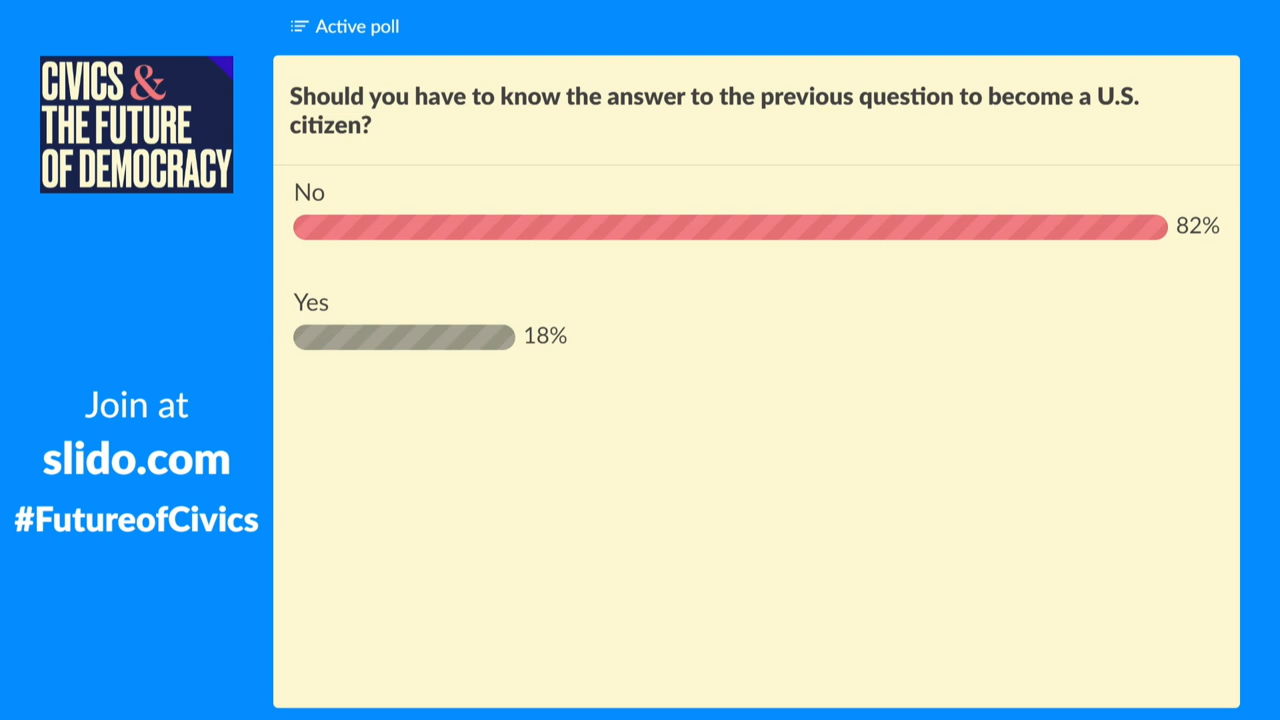 Active poll
CIVICS &
THE FUTURE
OF DEMOCRACY
Should you have to know the answer to the previous question to become a U.S.
citizen?
No
82%
Yes
18%
Join at
slido.com
#FutureofCivics